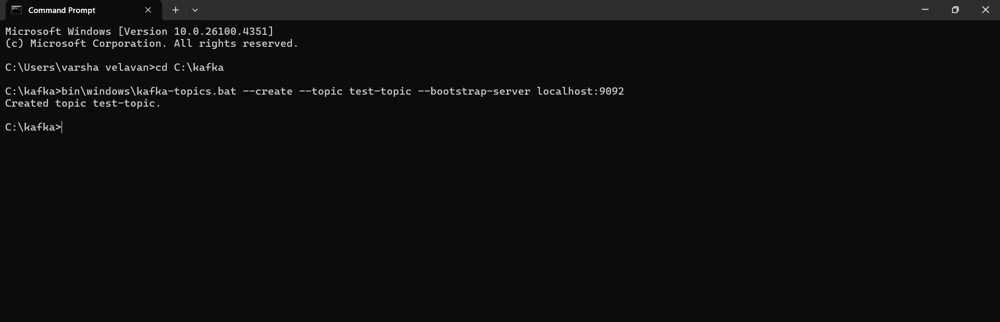 Command Prompt
Microsoft Windows [Version 10.0.26100.4351]
(c) Microsoft Corporation. All rights reserved.
C:\Users\varsha velavan>cd C:\kafka
C:\kafka>bin\windows\kafka-topics.bat --create --topic test-topic --bootstrap-server localhost:9092
Created topic test-topic.
C:\kafka>